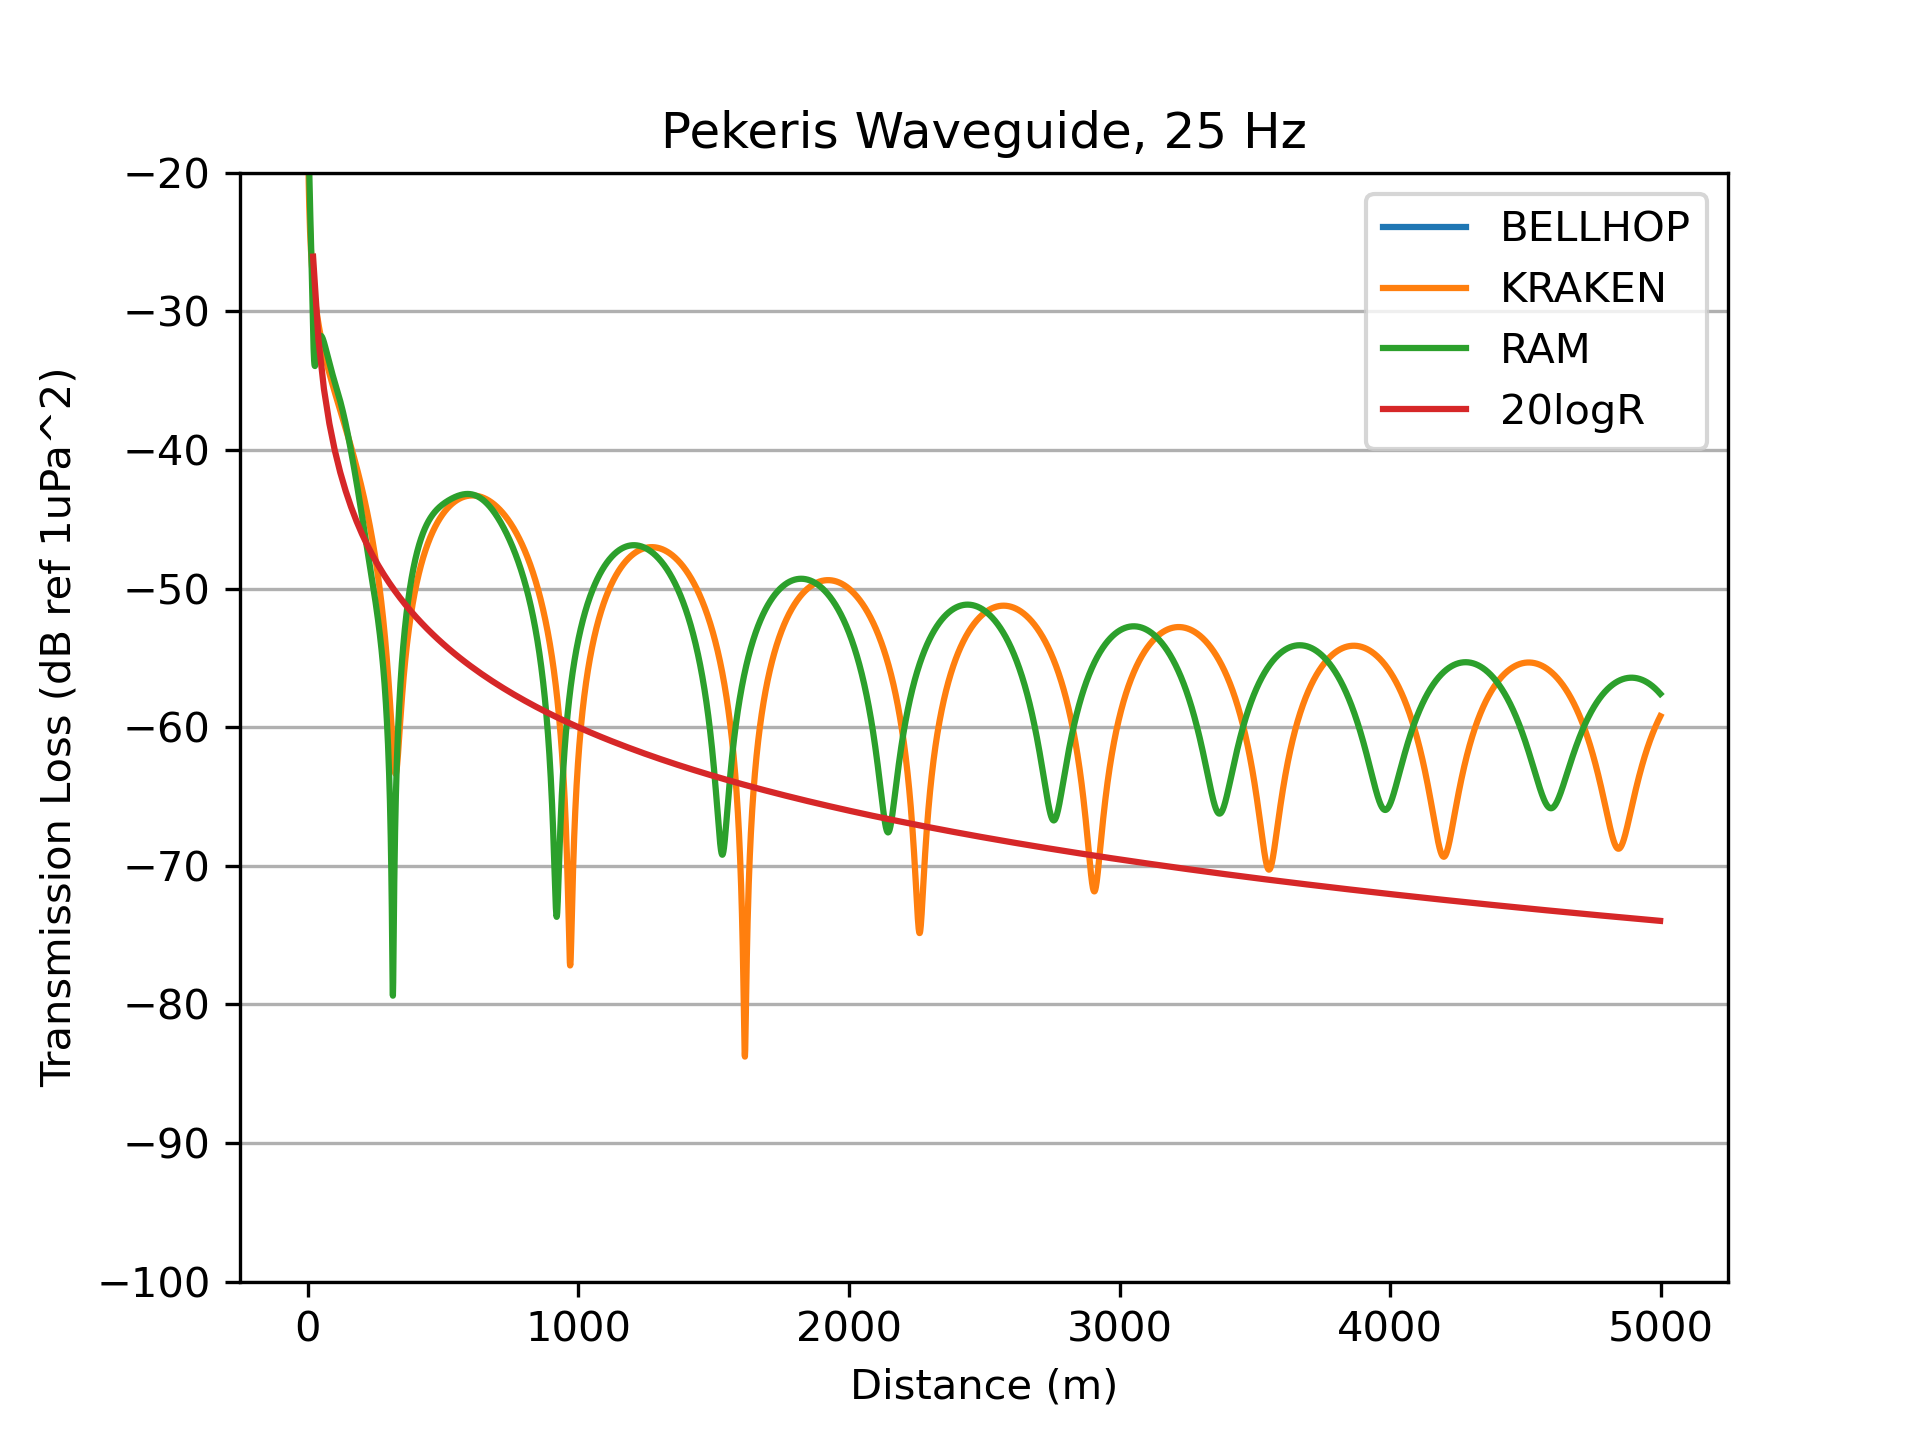 Pekeris Waveguide, 25 Hz
BELLHOP
KRAKEN
RAM
20logR
Transmission Loss (dB ref 1uPa^2)
−20
−30
−40
−50
−60
−70
−80
−90
−100
0 1000 2000 3000 4000 5000
Distance (m)